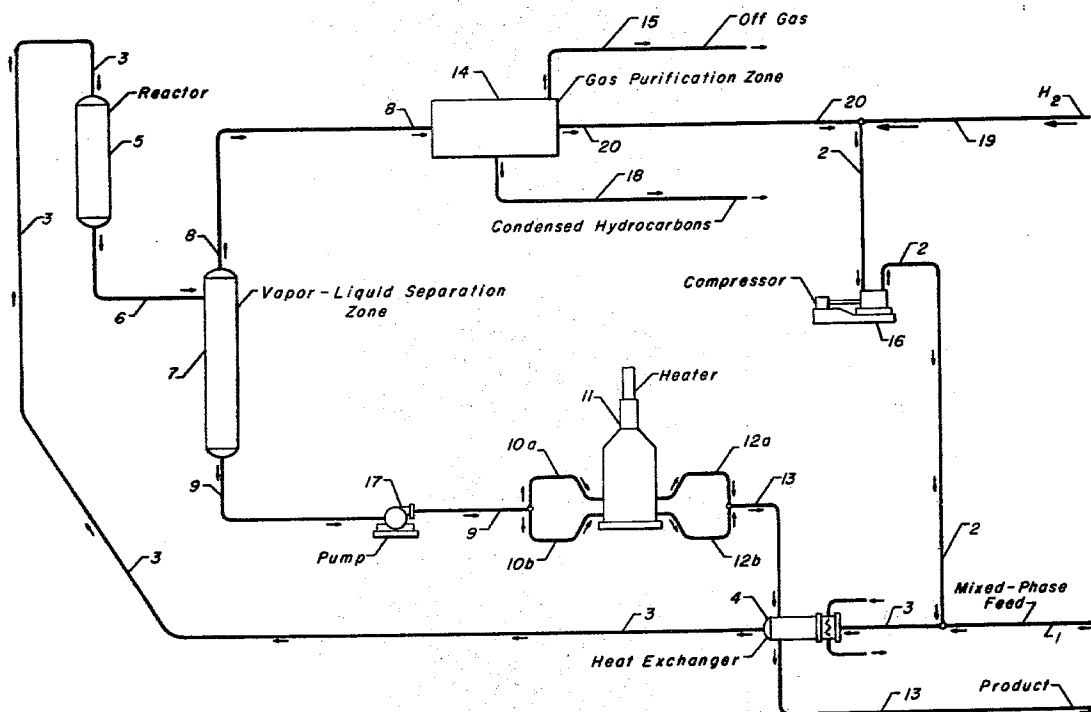 15
Off Gas
3
Reactor
14
Gas Purification Zone
H2
5
8
20
20
19
2
18
Condensed Hydrocarbons
3
8
2
Compressor
Vapor-Liquid Separation
Zone
6
16
7
Heater
11
10a
12a
13
9
17
9
2
Pump
10b
12b
3
Mixed-Phase
Feed
4
3
3
1
Heat Exchanger
13
Product